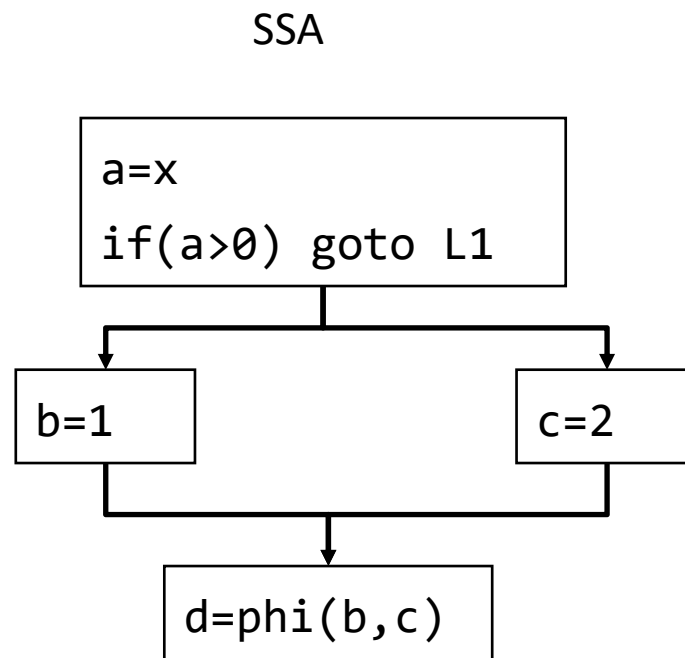 SSA
a=x
if(a>0) goto L1
b=1
c=2
d=phi(b,c)